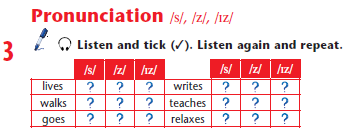 Pronunciation /s/, /z/, /ɪz/
3 Listen and tick (✓). Listen again and repeat.
/s/ /z/ /ɪz/ /s/ /z/ /ɪz/
lives ? ? ? writes ? ? ?
walks ? ? ? teaches ? ? ?
goes ? ? ? relaxes ? ? ?